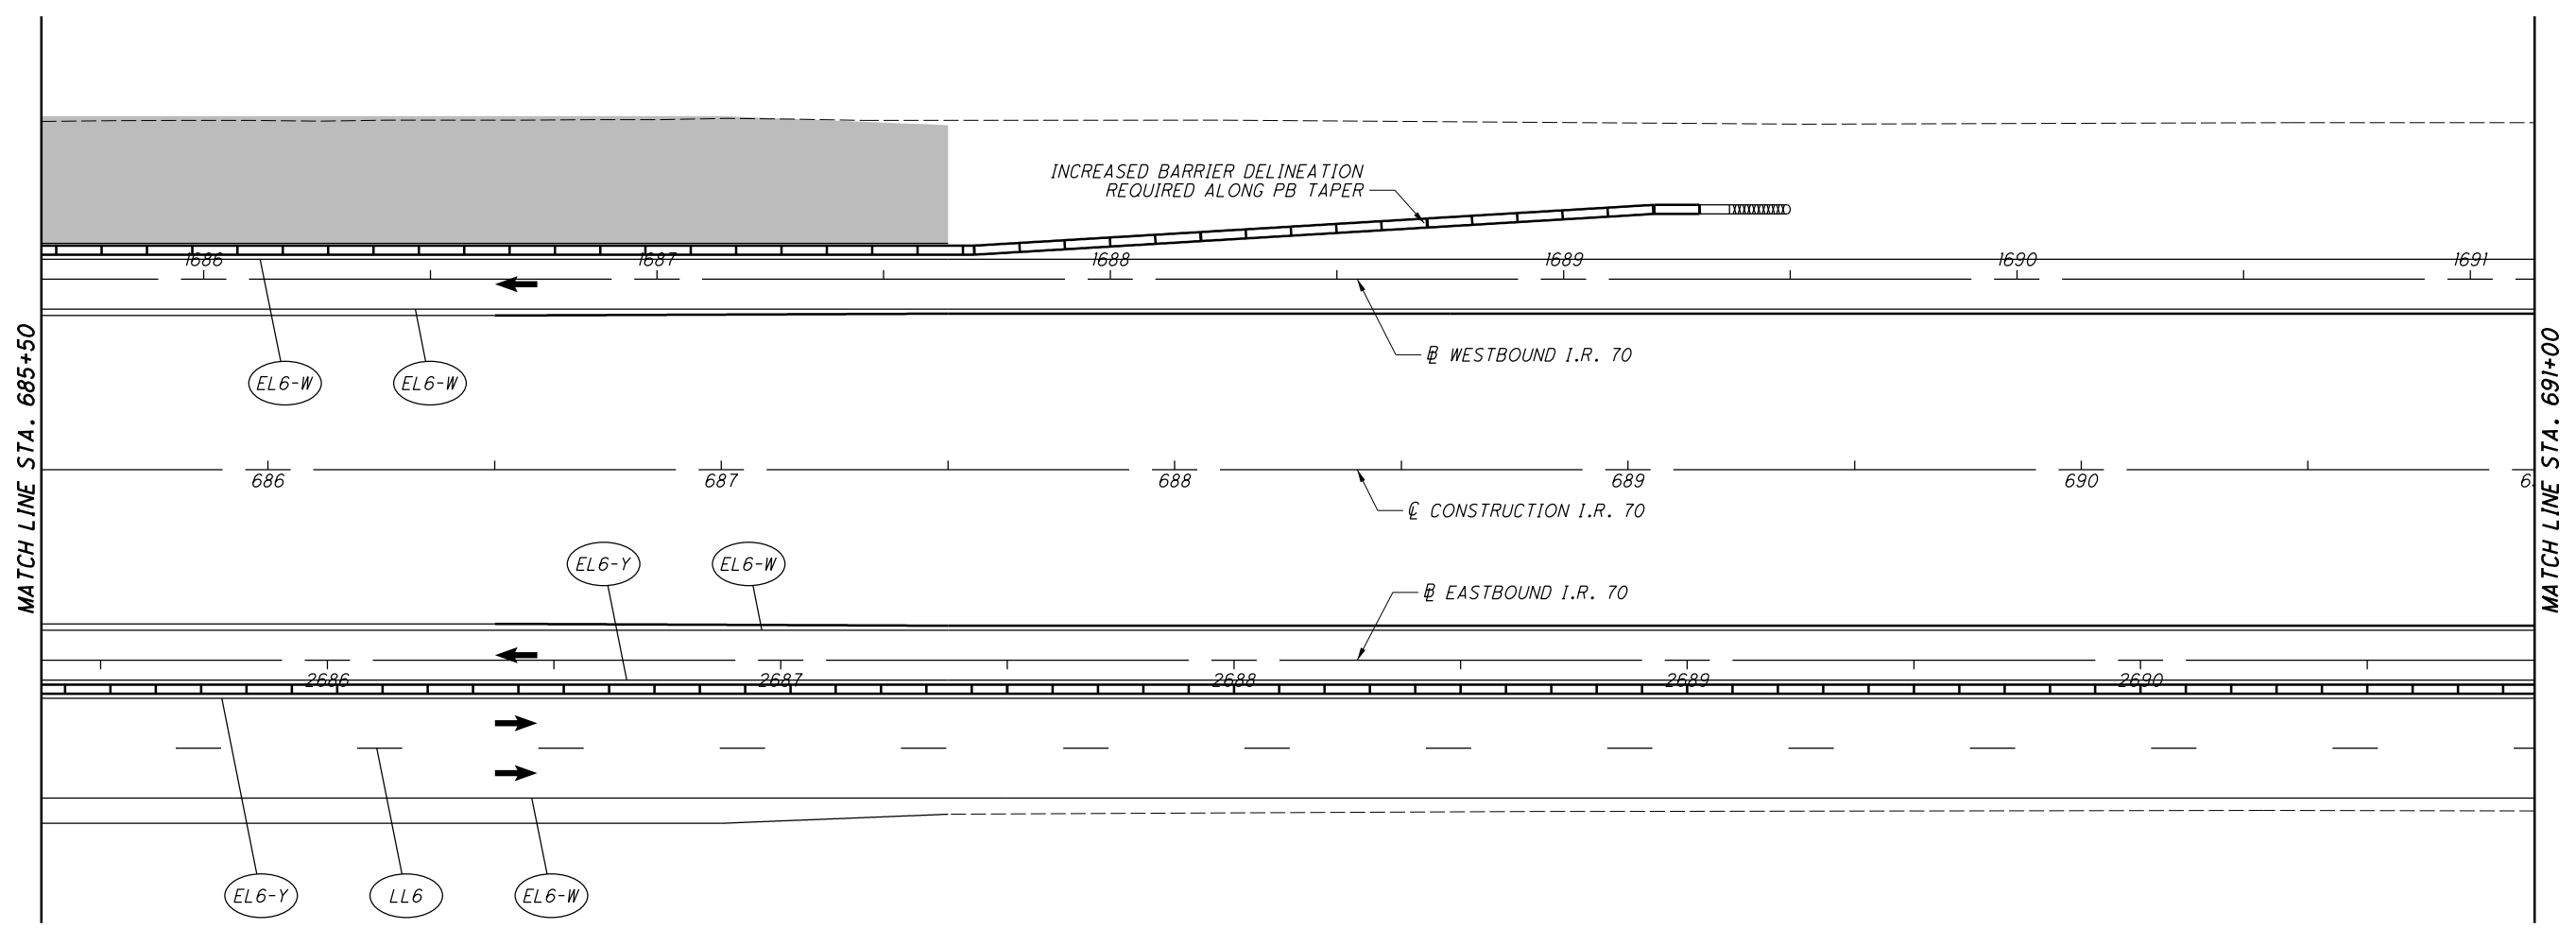 INCREASED BARRIER DELINEATION
REQUIRED ALONG PB TAPER
1686
1687
1688
1689
1690
1691
EL6-W
EL6-W
℄ WESTBOUND I.R. 70
MATCH LINE STA. 685+50
MATCH LINE STA. 691+00
686
687
688
689
690
℄ CONSTRUCTION I.R. 70
EL6-Y
EL6-W
℄ EASTBOUND I.R. 70
2686
2687
2688
2689
2690
EL6-Y
LL6
EL6-W